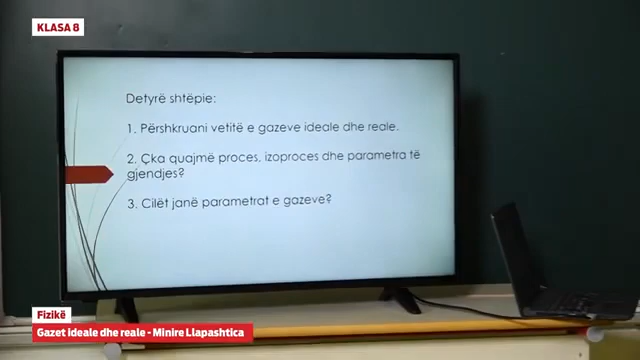 KLASA 8
Detyrë shtëpie:
1. Përshkruani vetitë e gazeve ideale dhe reale.
2. Çka quajmë proces, izoproces dhe parametra të
gjendjes?
3. Cilët janë parametrat e gazeve?
Fizikë
Gazet ideale dhe reale - Minire Llapashtica